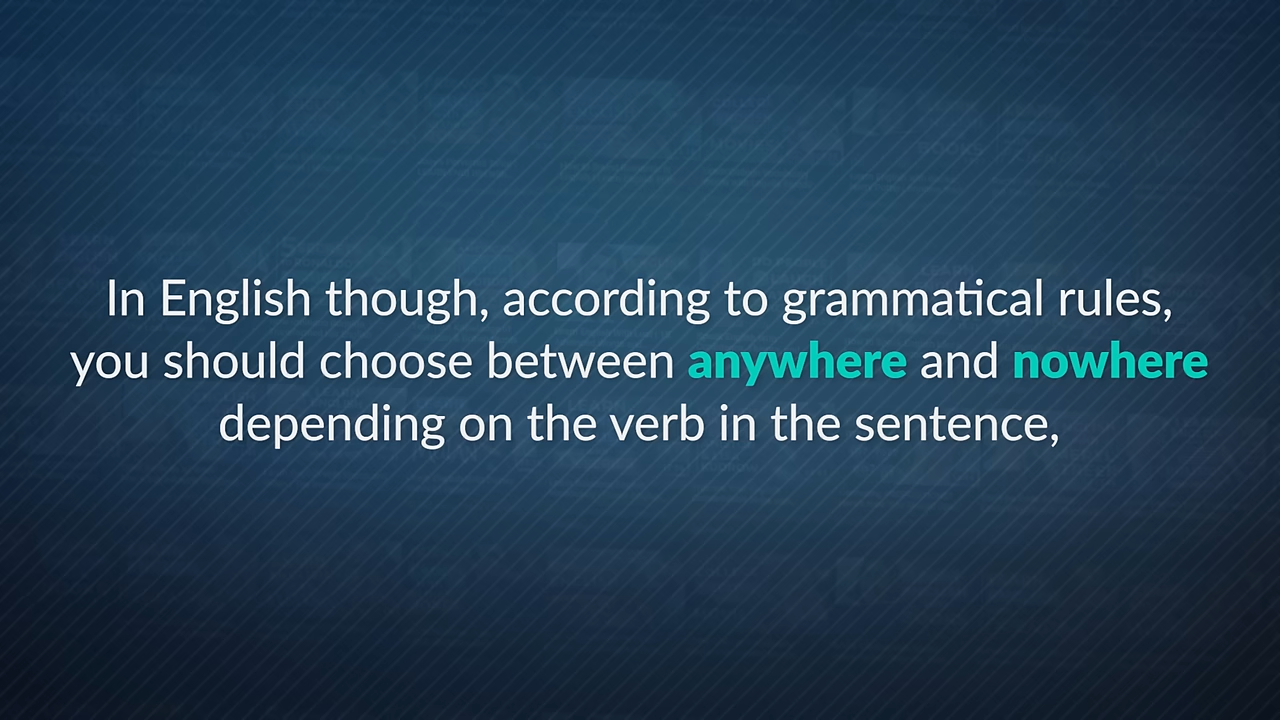 In English though, according to grammatical rules,
you should choose between anywhere and nowhere
depending on the verb in the sentence,